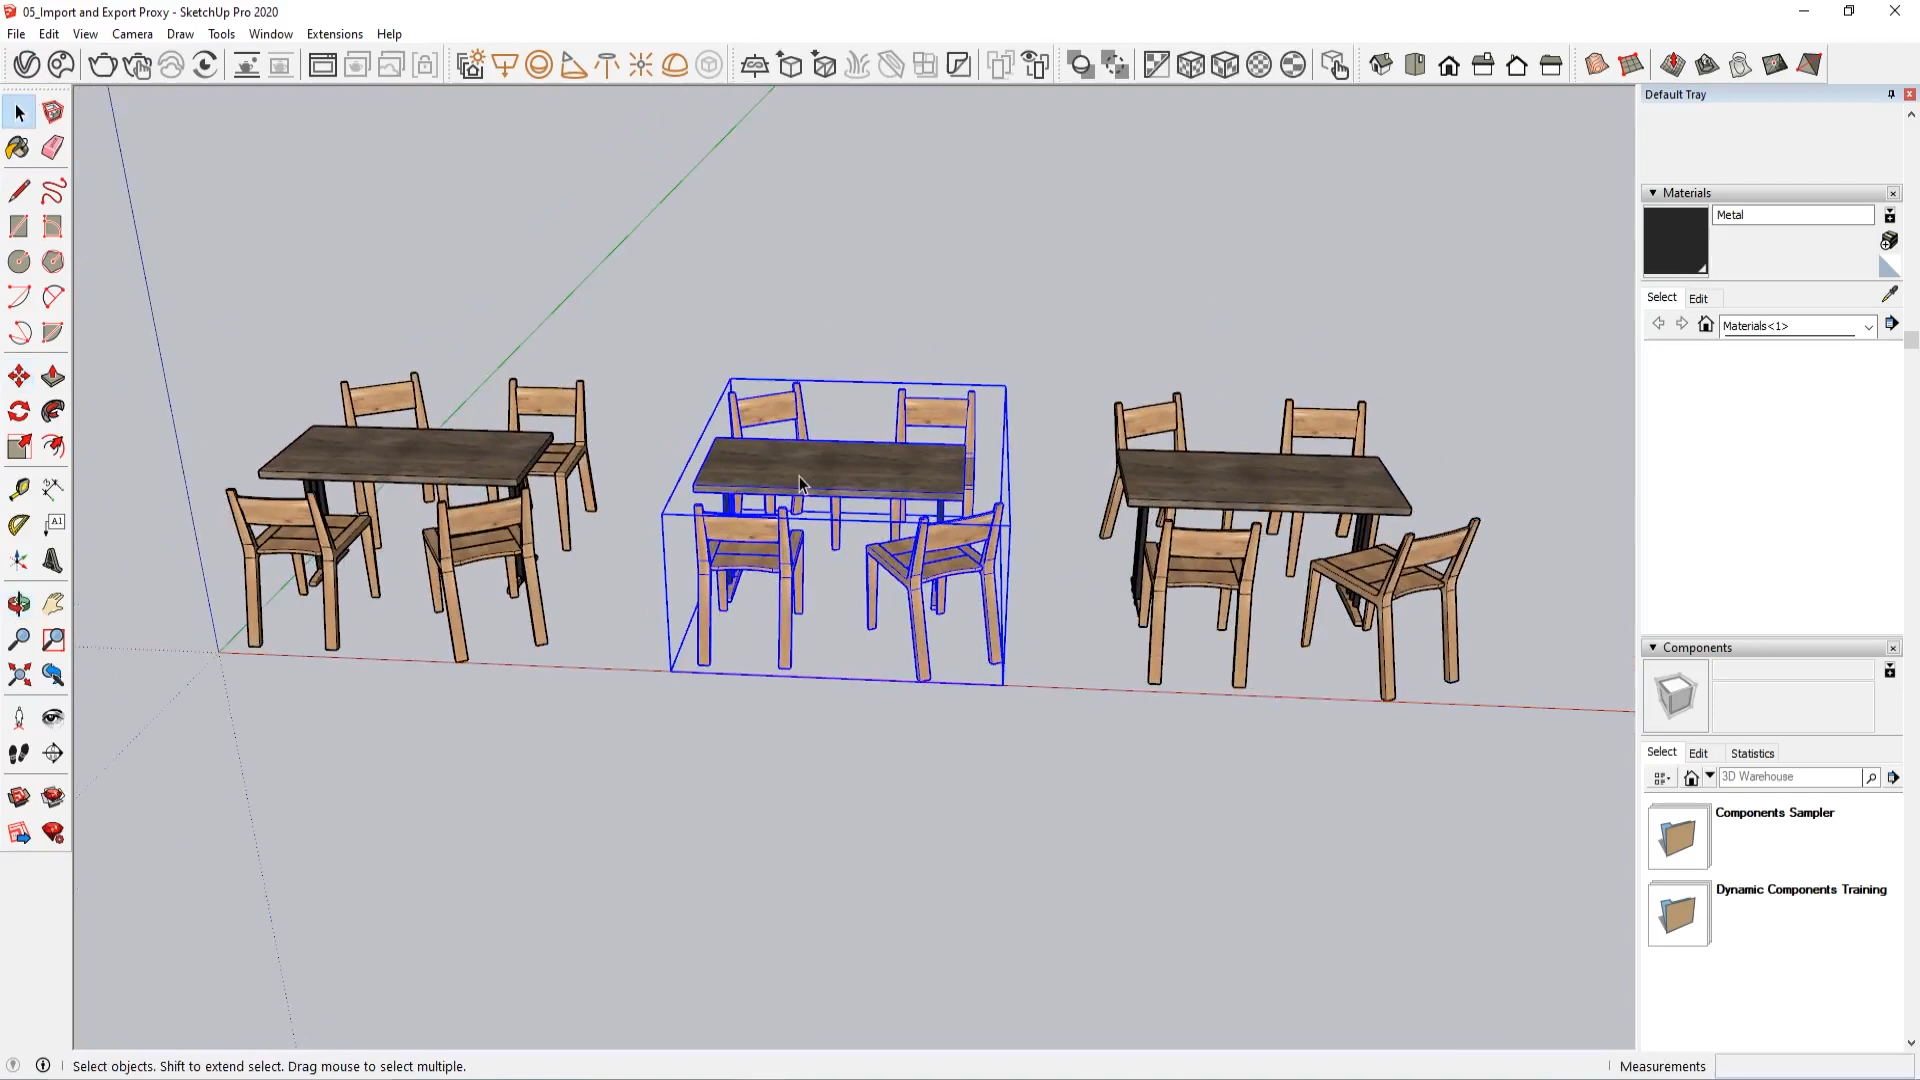 05_Import and Export Proxy - SketchUp Pro 2020
File Edit View Camera Draw Tools Window Extensions Help
Default Tray
Materials
Metal
Select Edit
Materials<1>
Components
Select Edit Statistics
3D Warehouse
Components Sampler
Dynamic Components Training
A1
Select objects. Shift to extend select. Drag mouse to select multiple.
Measurements